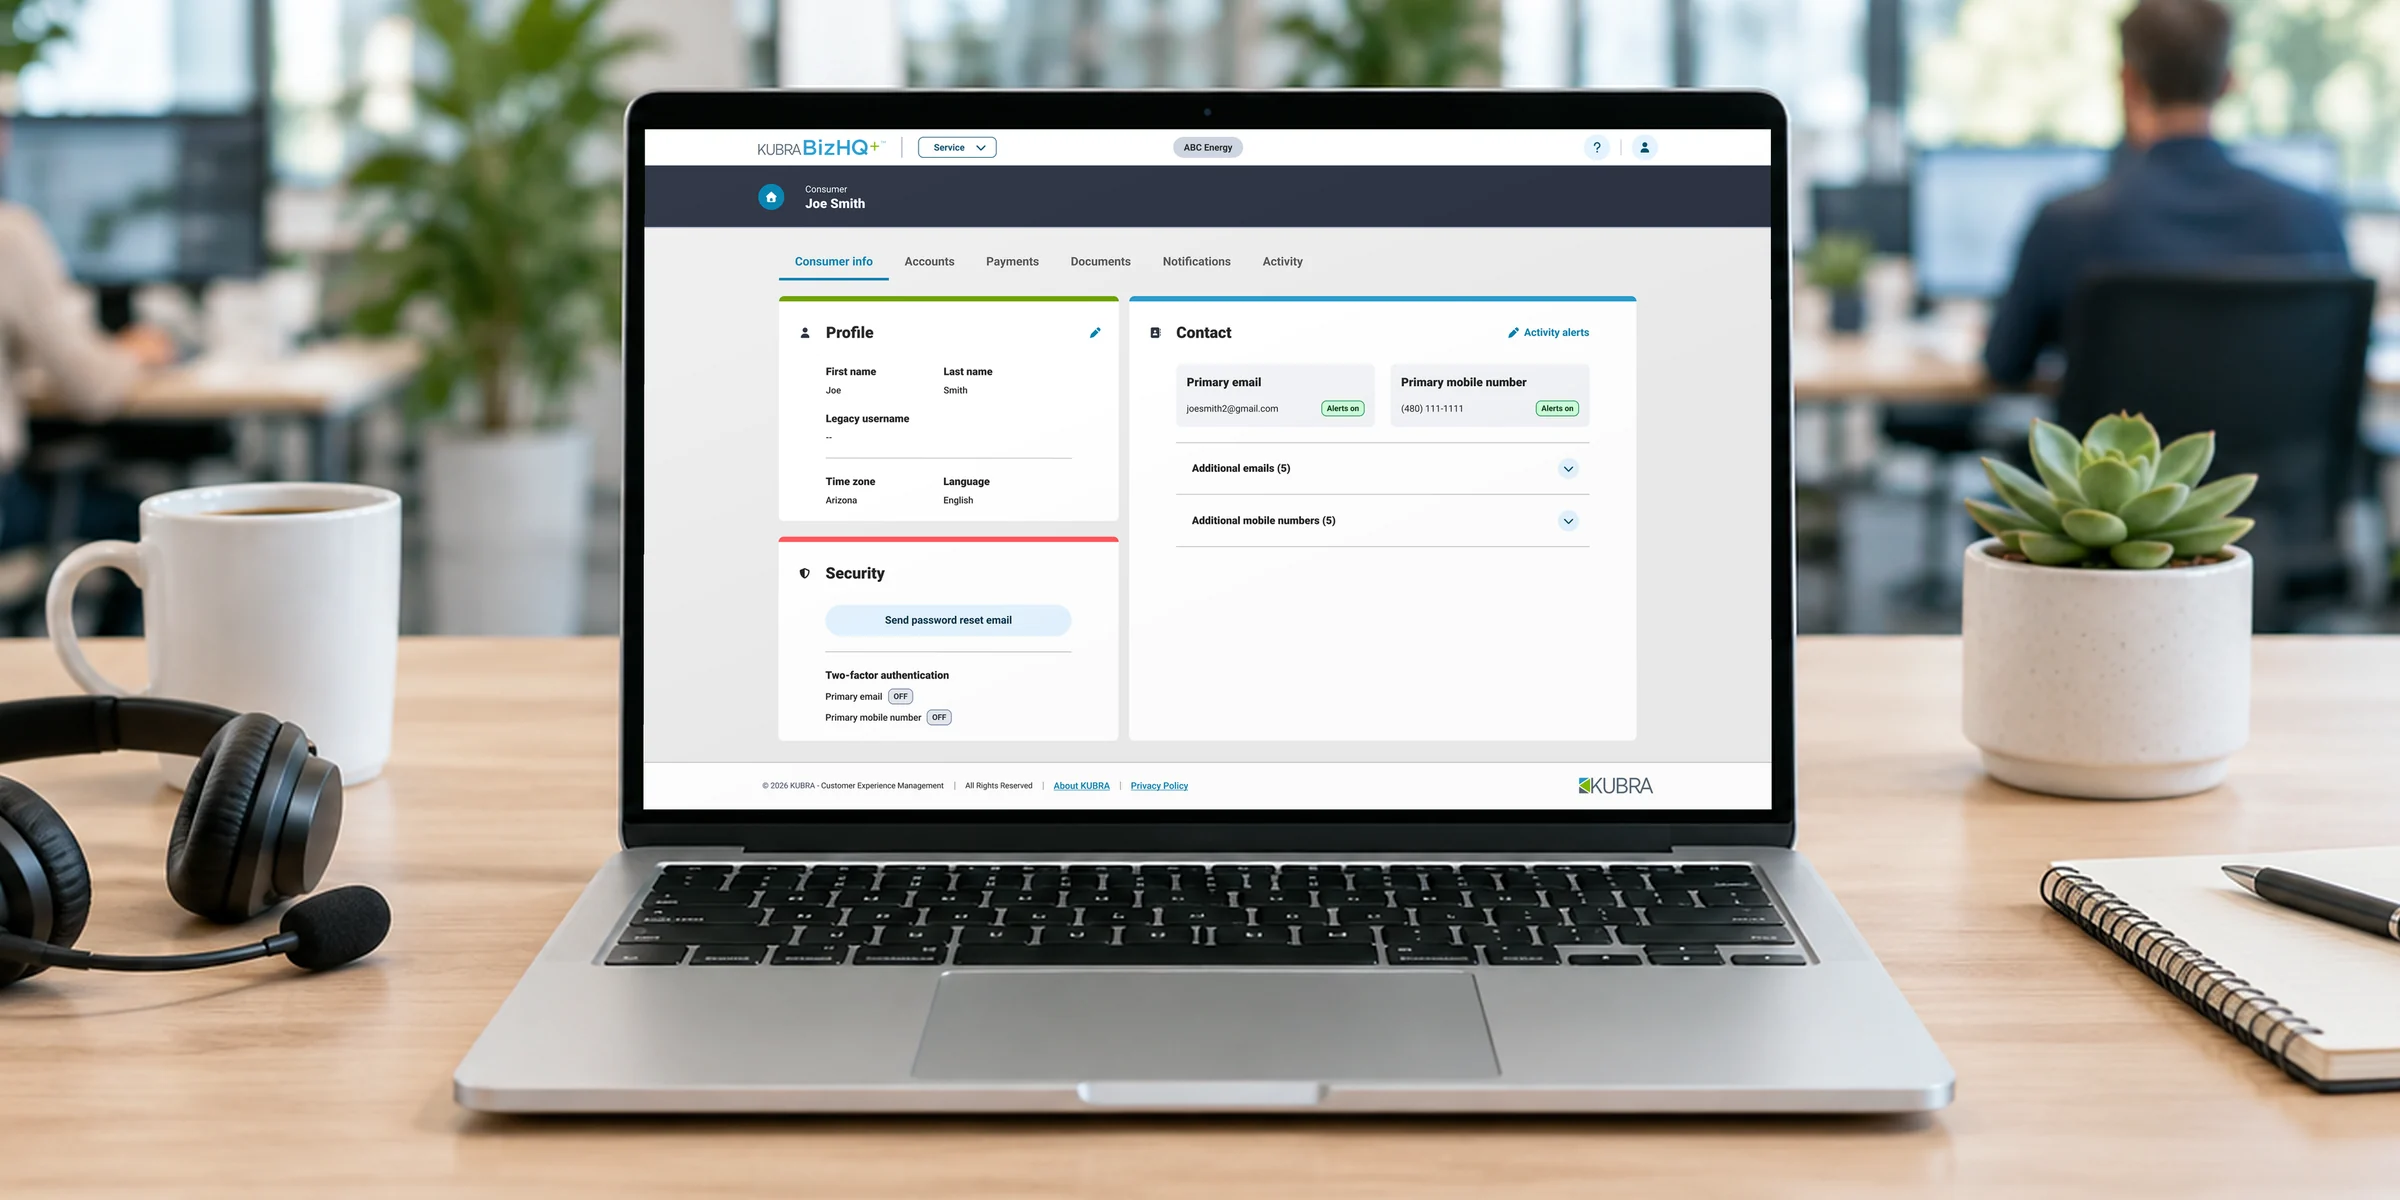 KUBRA BizHQ+
Service
ABC Energy
?
Consumer
Joe Smith
Consumer info Accounts Payments Documents Notifications Activity
Profile
First name Last name
Joe Smith
Legacy username
--
Time zone Language
Arizona English
Security
Send password reset email
Two-factor authentication
Primary email OFF
Primary mobile number OFF
Contact
Activity alerts
Primary email
joesmith2@gmail.com Alerts on
Primary mobile number
(480) 111-1111 Alerts on
Additional emails (5)
Additional mobile numbers (5)
© 2026 KUBRA - Customer Experience Management | All Rights Reserved | About KUBRA | Privacy Policy
KUBRA